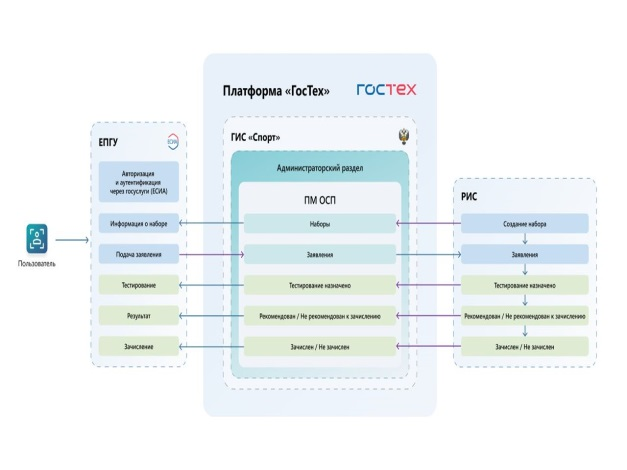 Платформа «ГосТех»
ГОСТЕХ
ЕПГУ
ЕСИА
Авторизация
и аутентификация
через госуслуги (ЕСИА)
Информация о наборе
Подача заявления
Тестирование
Результат
Зачисление
Пользователь
ГИС «Спорт»
Администраторский раздел
ПМ ОСП
Наборы
Заявления
Тестирование назначено
Рекомендован / Не рекомендован к зачислению
Зачислен / Не зачислен
РИС
Создание набора
Заявления
Тестирование назначено
Рекомендован / Не рекомендован к зачислению
Зачислен / Не зачислен